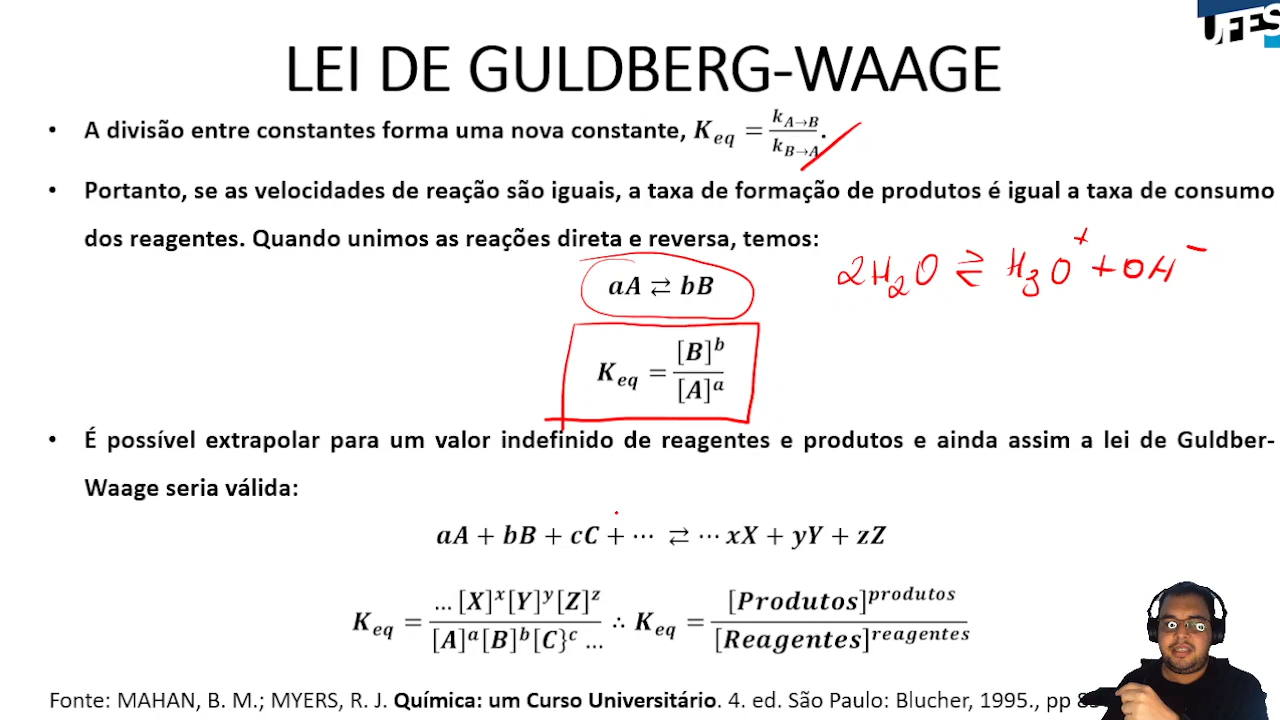 UFES
LEI DE GULDBERG-WAAGE
• A divisão entre constantes forma uma nova constante, K_eq = k_A→B / k_B→A.
• Portanto, se as velocidades de reação são iguais, a taxa de formação de produtos é igual a taxa de consumo
dos reagentes. Quando unimos as reações direta e reversa, temos:
2H₂O ⇌ H₃O⁺ + OH⁻
aA ⇄ bB
K_eq = [B]^b / [A]^a
• É possível extrapolar para um valor indefinido de reagentes e produtos e ainda assim a lei de Guldber-
Waage seria válida:
aA + bB + cC + ⋯ ⇄ ⋯ xX + yY + zZ
K_eq = …[X]^x[Y]^y[Z]^z / [A]^a[B]^b[C}^c … ∴ K_eq = [Produtos]^produtos / [Reagentes]^reagentes
Fonte: MAHAN, B. M.; MYERS, R. J. Química: um Curso Universitário. 4. ed. São Paulo: Blucher, 1995., pp